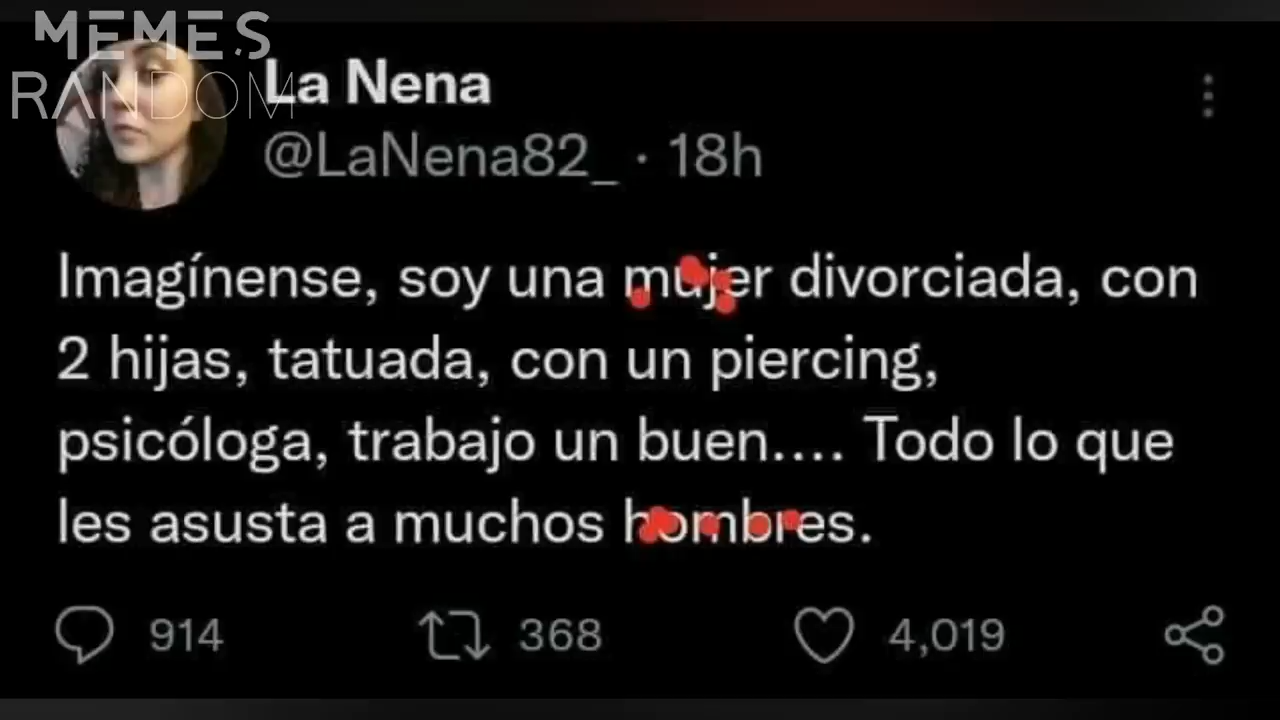 MEMES
RANDOM
La Nena
@LaNena82_ · 18h
Imagínense, soy una mujer divorciada, con
2 hijas, tatuada, con un piercing,
psicóloga, trabajo un buen.... Todo lo que
les asusta a muchos hombres.
914 368 4,019